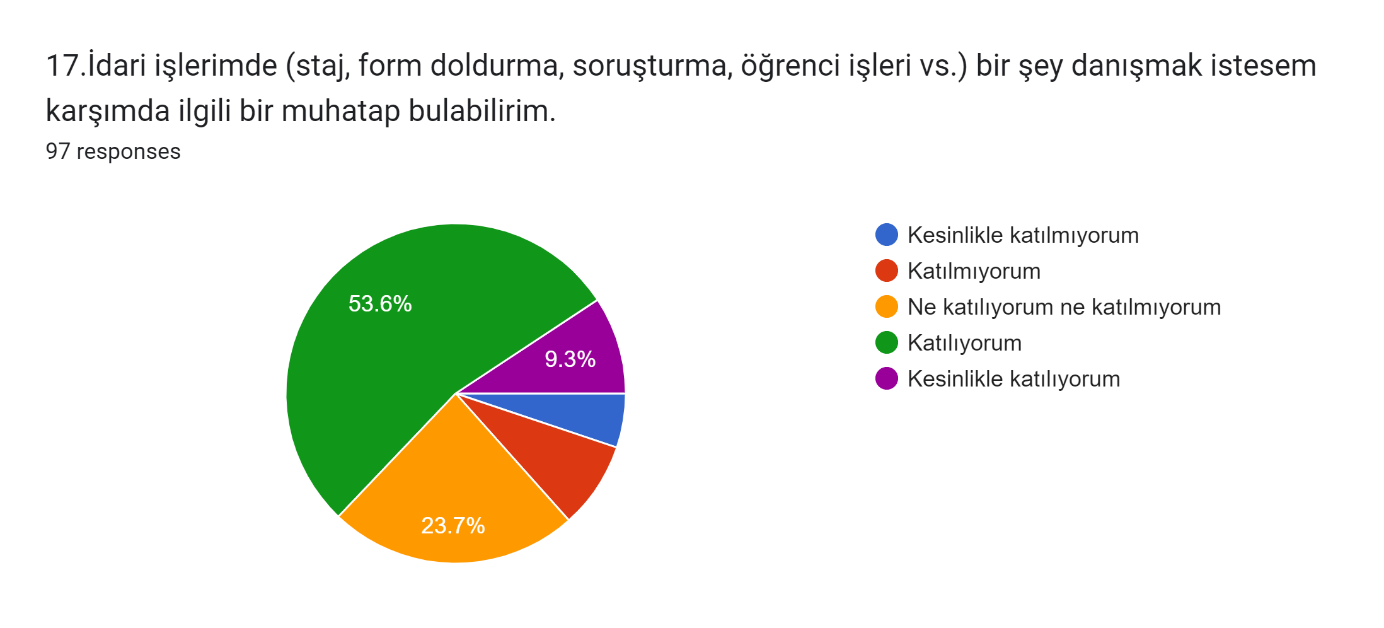 17.İdari işlerimde (staj, form doldurma, soruşturma, öğrenci işleri vs.) bir şey danışmak istesem
karşımda ilgili bir muhatap bulabilirim.
97 responses
Kesinlikle katılmıyorum
Katılmıyorum
Ne katılıyorum ne katılmıyorum
Katılıyorum
Kesinlikle katılıyorum
53.6%
9.3%
23.7%